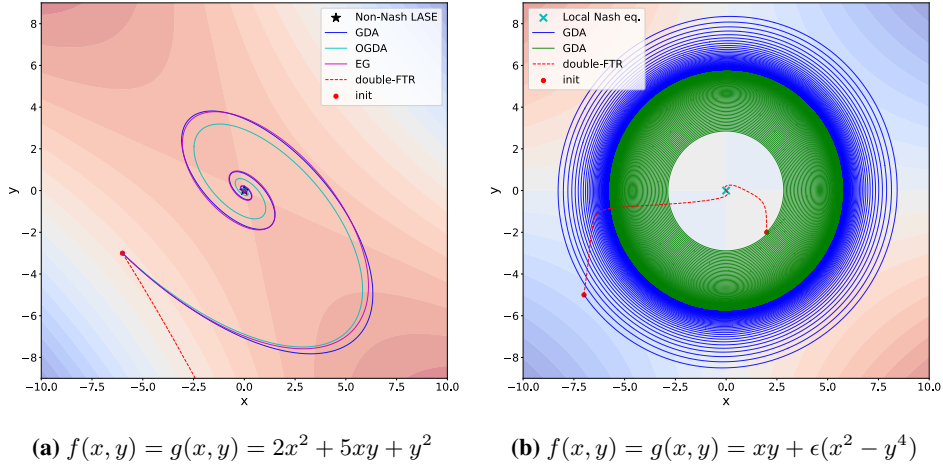 Non-Nash LASE
GDA
OGDA
EG
double-FTR
init
y
8
6
4
2
0
−2
−4
−6
−8
−10.0 −7.5 −5.0 −2.5 0.0 2.5 5.0 7.5 10.0
x
(a) f(x, y) = g(x, y) = 2x² + 5xy + y²
Local Nash eq.
GDA
GDA
double-FTR
init
y
8
6
4
2
0
−2
−4
−6
−8
−10.0 −7.5 −5.0 −2.5 0.0 2.5 5.0 7.5 10.0
x
(b) f(x, y) = g(x, y) = xy + ϵ(x² − y⁴)